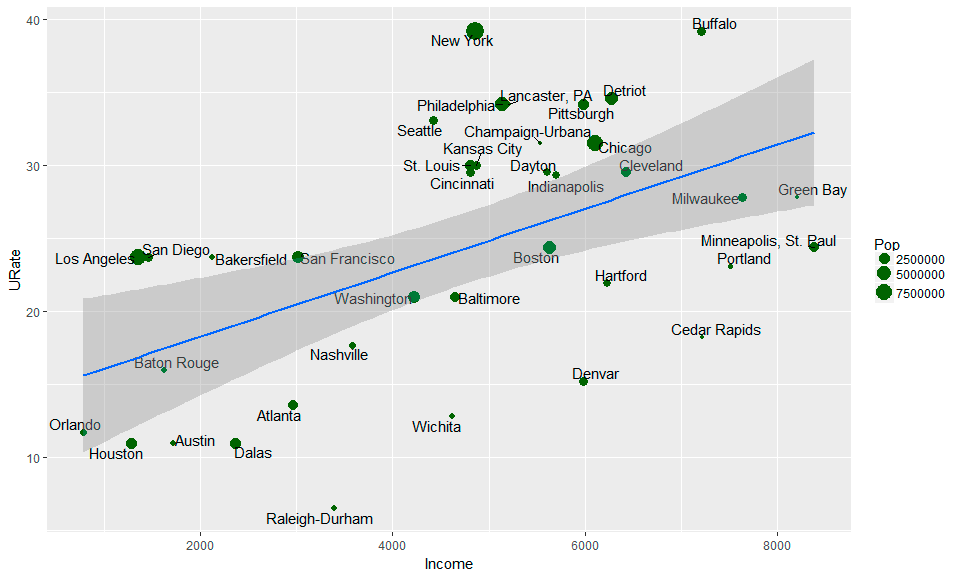 40
Buffalo
New York
Lancaster, PA
Detriot
Philadelphia
Pittsburgh
Seattle
Champaign-Urbana
Kansas City
Chicago
30
St. Louis
Dayton
Cleveland
Cincinnati
Indianapolis
Milwaukee
Green Bay
URate
San Diego
Minneapolis, St. Paul
Los Angeles
Bakersfield
San Francisco
Boston
Portland
Hartford
Washington
Baltimore
20
Cedar Rapids
Nashville
Baton Rouge
Denvar
Atlanta
Orlando
Wichita
Austin
Houston
Dalas
10
Raleigh-Durham
2000
4000
6000
8000
Income
Pop
2500000
5000000
7500000